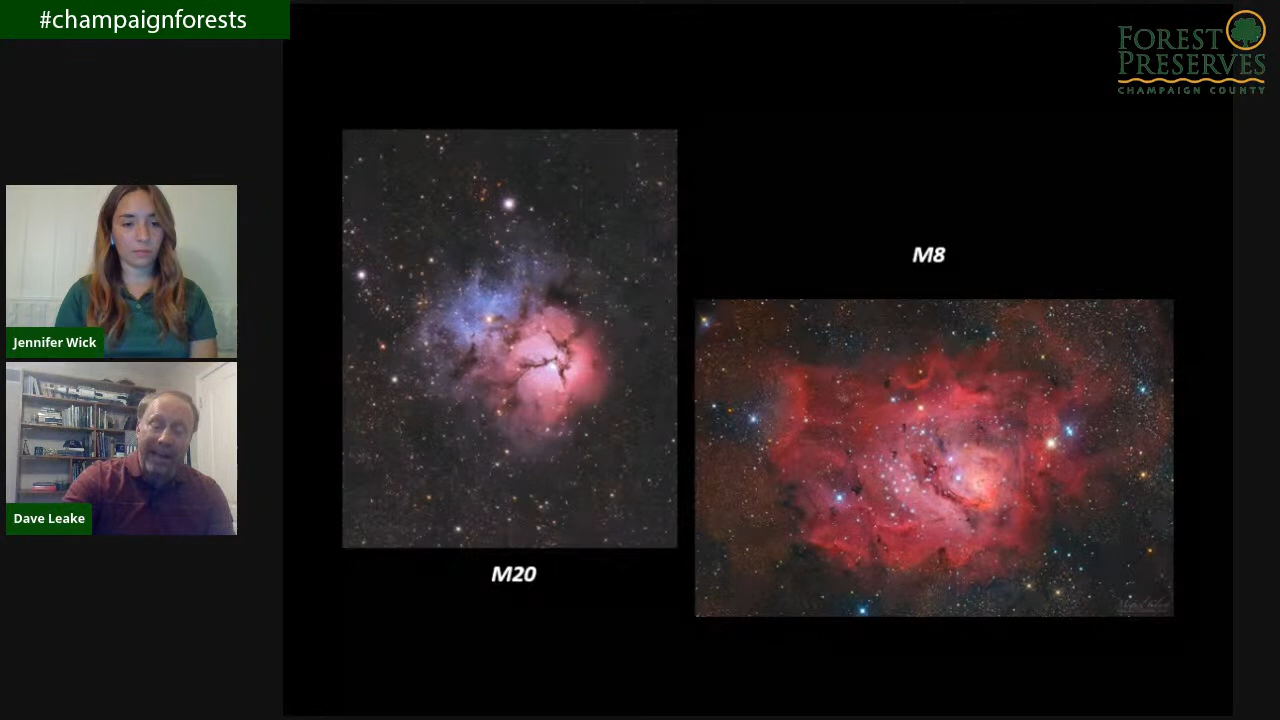 #champaignforests
FOREST
PRESERVES
CHAMPAIGN COUNTY
Jennifer Wick
Dave Leake
M8
M20